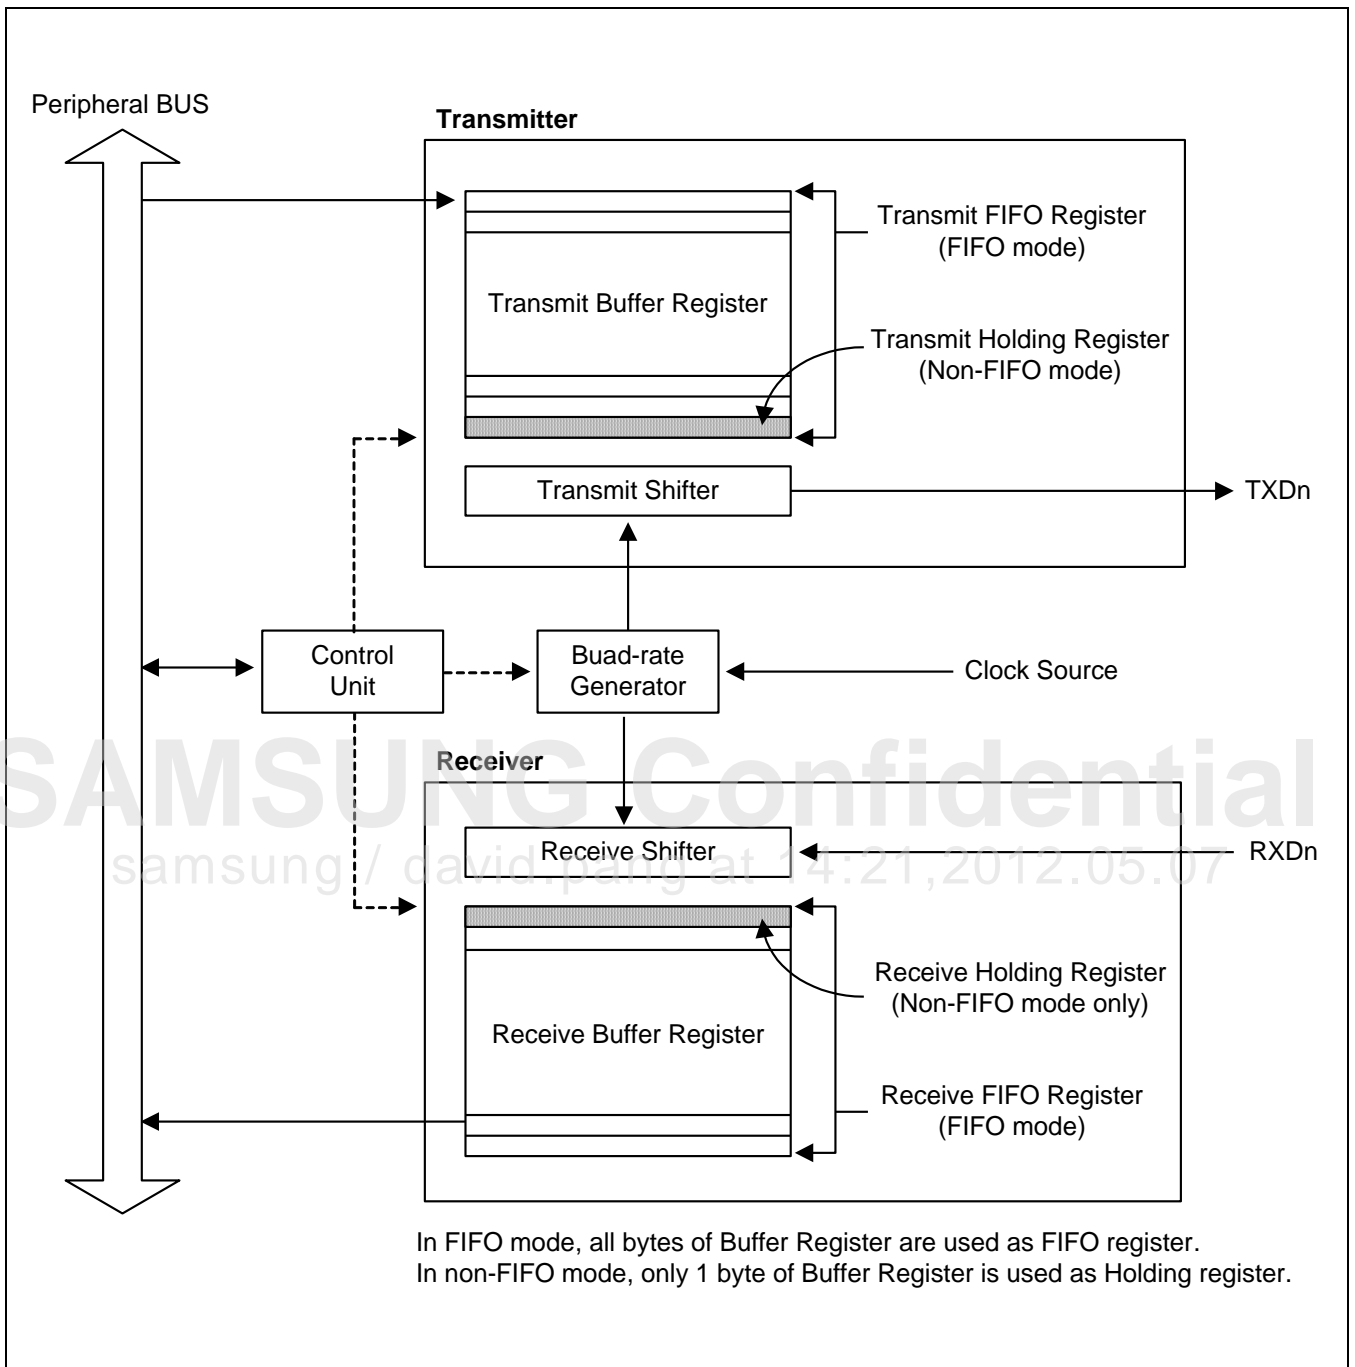 Peripheral BUS
Transmitter
Transmit FIFO Register
(FIFO mode)
Transmit Buffer Register
Transmit Holding Register
(Non-FIFO mode)
Transmit Shifter
TXDn
Control
Unit
Buad-rate
Generator
Clock Source
SAMSUNG Confidential
Receiver
samsung / david.pang at 14:21,2012.05.07
Receive Shifter
RXDn
Receive Holding Register
(Non-FIFO mode only)
Receive Buffer Register
Receive FIFO Register
(FIFO mode)
In FIFO mode, all bytes of Buffer Register are used as FIFO register.
In non-FIFO mode, only 1 byte of Buffer Register is used as Holding register.